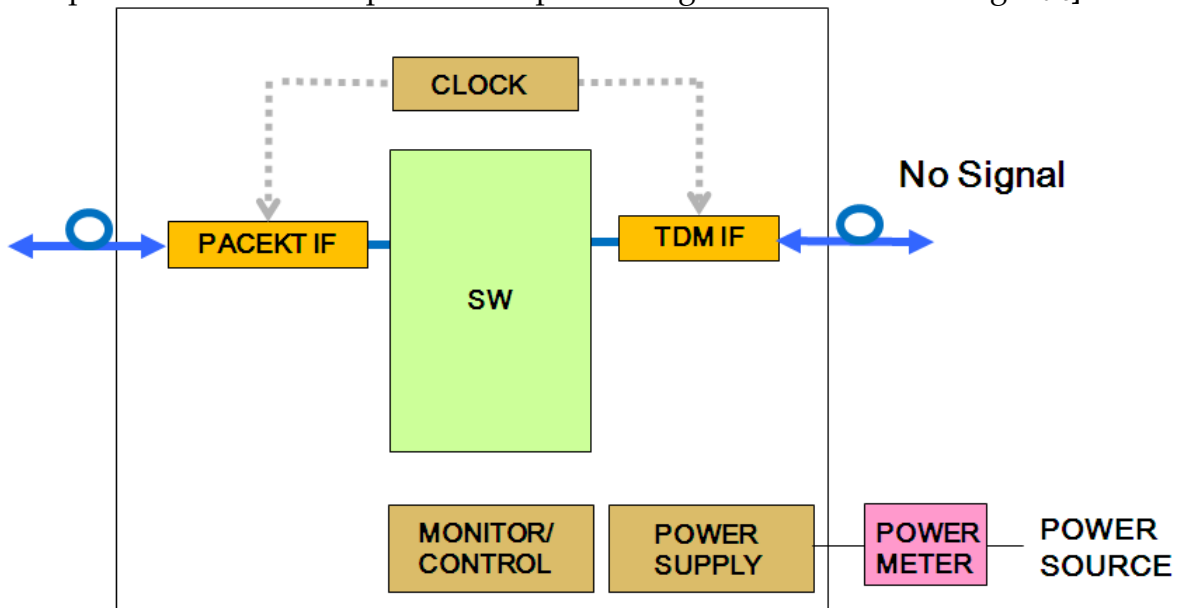 CLOCK
No Signal
PACEKT IF
TDM IF
SW
MONITOR/
CONTROL
POWER
SUPPLY
POWER
METER
POWER
SOURCE